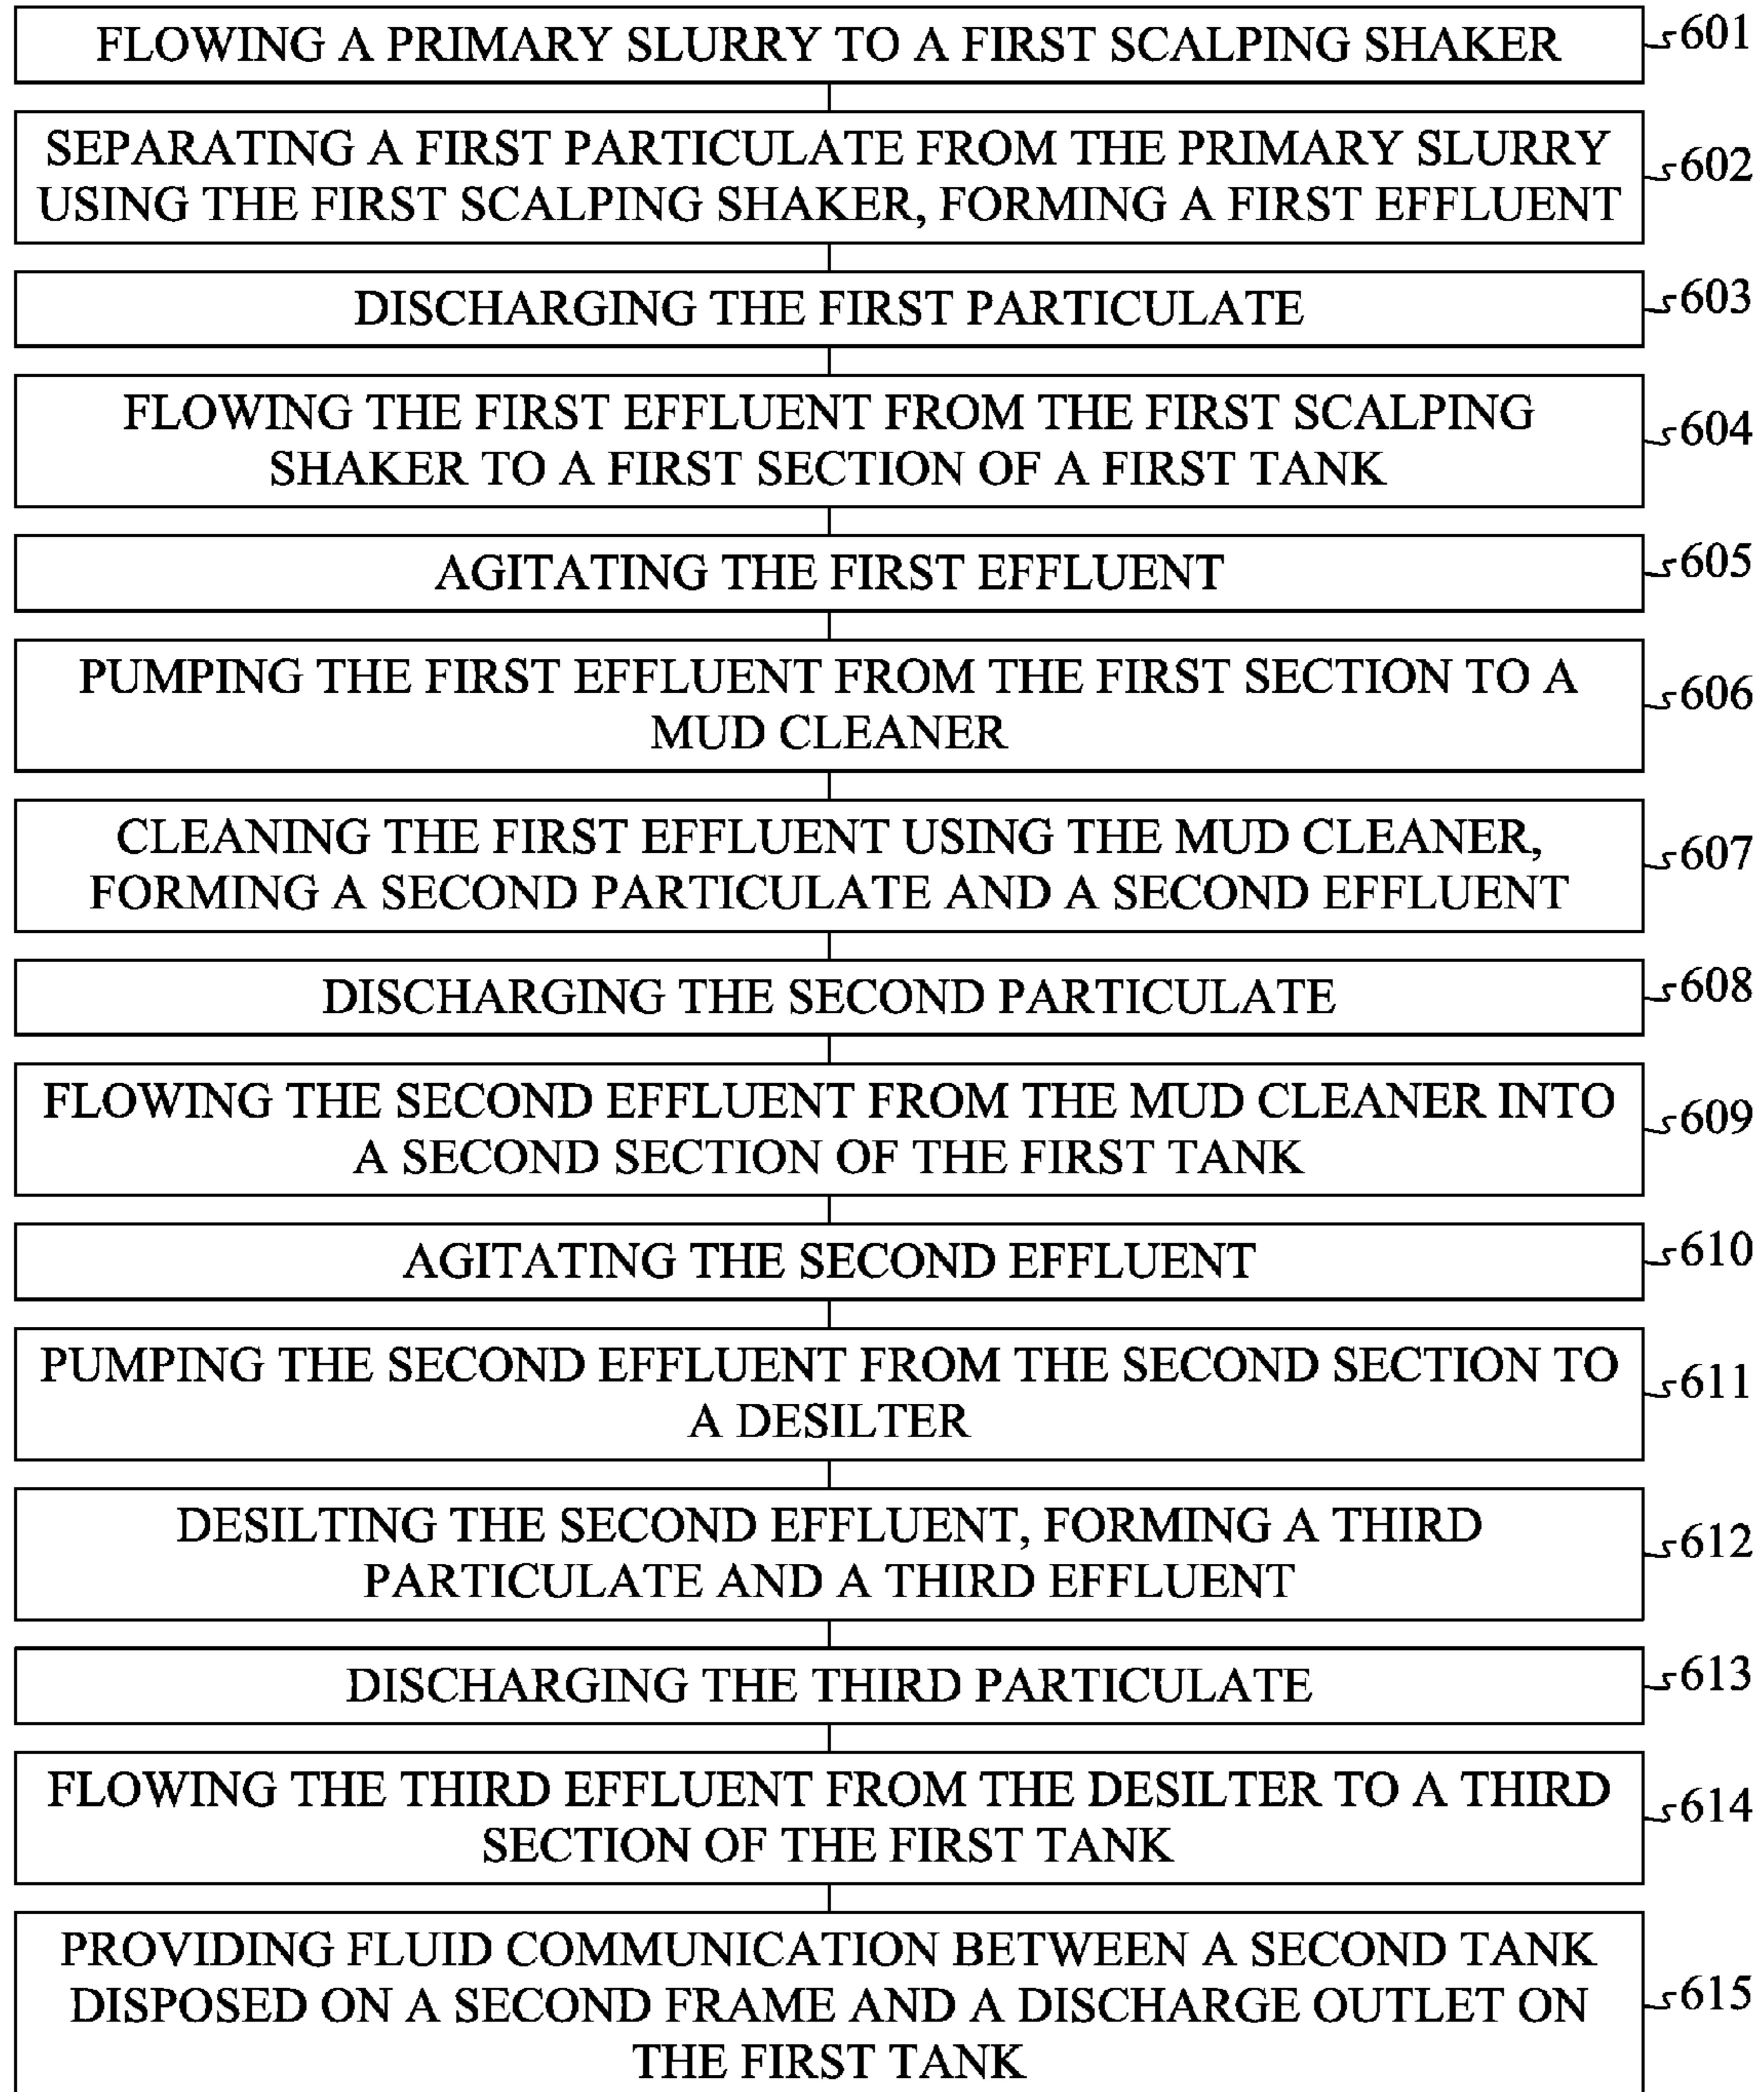 FLOWING A PRIMARY SLURRY TO A FIRST SCALPING SHAKER
601
SEPARATING A FIRST PARTICULATE FROM THE PRIMARY SLURRY
USING THE FIRST SCALPING SHAKER, FORMING A FIRST EFFLUENT
602
DISCHARGING THE FIRST PARTICULATE
603
FLOWING THE FIRST EFFLUENT FROM THE FIRST SCALPING
SHAKER TO A FIRST SECTION OF A FIRST TANK
604
AGITATING THE FIRST EFFLUENT
605
PUMPING THE FIRST EFFLUENT FROM THE FIRST SECTION TO A
MUD CLEANER
606
CLEANING THE FIRST EFFLUENT USING THE MUD CLEANER,
FORMING A SECOND PARTICULATE AND A SECOND EFFLUENT
607
DISCHARGING THE SECOND PARTICULATE
608
FLOWING THE SECOND EFFLUENT FROM THE MUD CLEANER INTO
A SECOND SECTION OF THE FIRST TANK
609
AGITATING THE SECOND EFFLUENT
610
PUMPING THE SECOND EFFLUENT FROM THE SECOND SECTION TO
A DESILTER
611
DESILTING THE SECOND EFFLUENT, FORMING A THIRD
PARTICULATE AND A THIRD EFFLUENT
612
DISCHARGING THE THIRD PARTICULATE
613
FLOWING THE THIRD EFFLUENT FROM THE DESILTER TO A THIRD
SECTION OF THE FIRST TANK
614
PROVIDING FLUID COMMUNICATION BETWEEN A SECOND TANK
DISPOSED ON A SECOND FRAME AND A DISCHARGE OUTLET ON
THE FIRST TANK
615